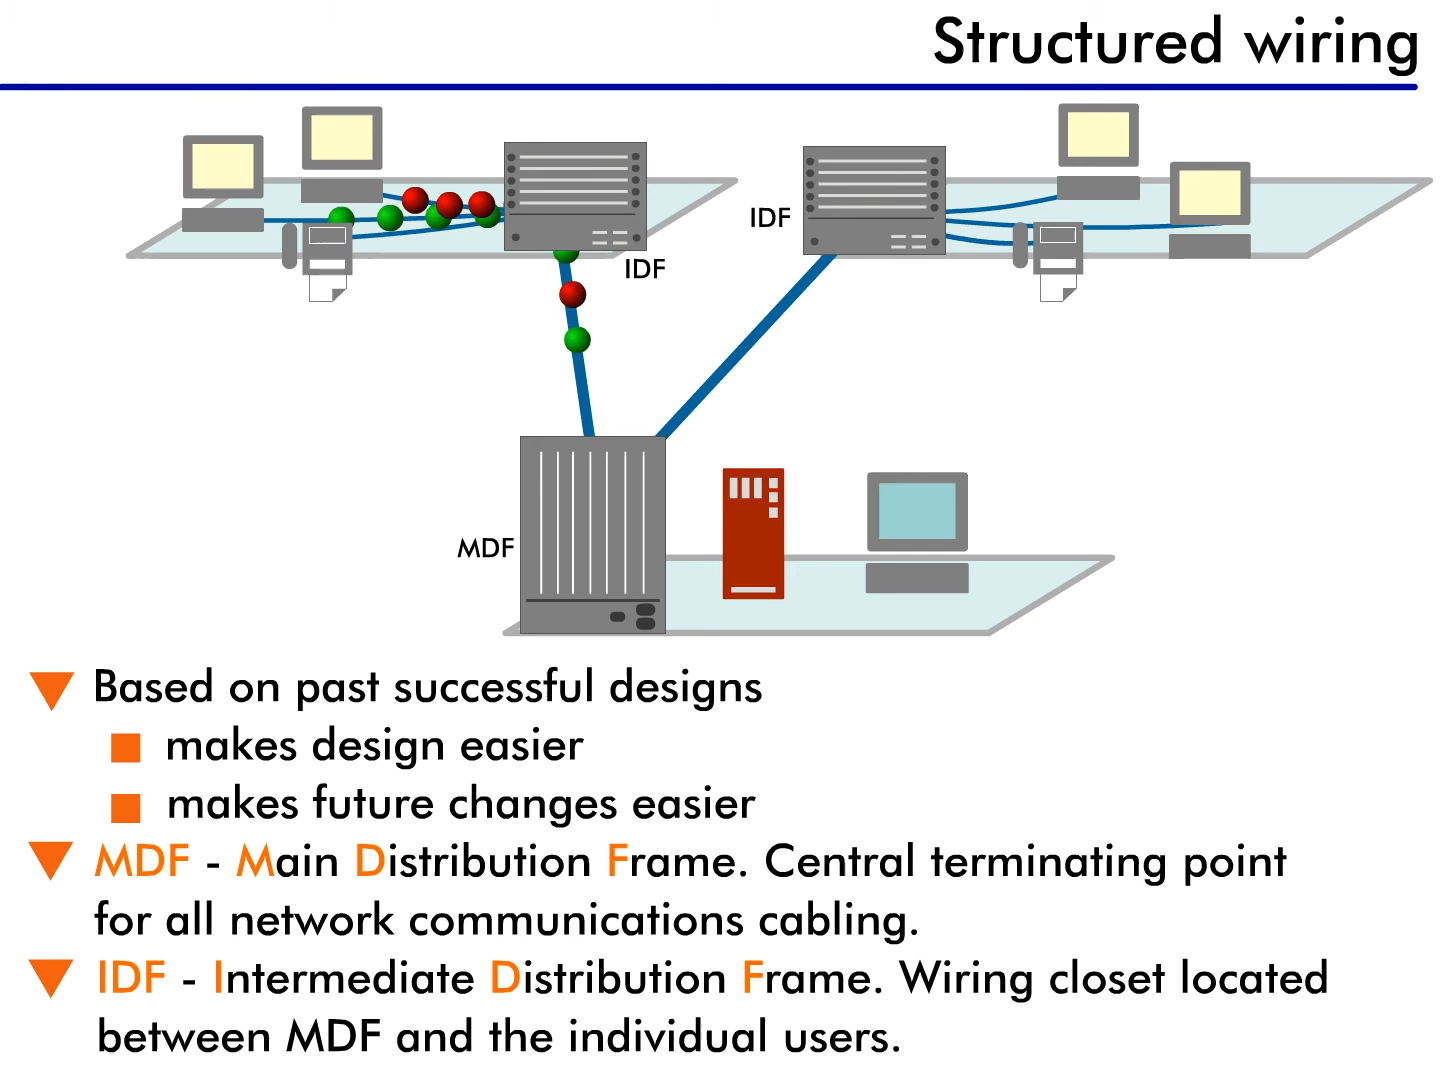 Structured wiring
IDF
IDF
MDF
Based on past successful designs
makes design easier
makes future changes easier
MDF - Main Distribution Frame. Central terminating point
for all network communications cabling.
IDF - Intermediate Distribution Frame. Wiring closet located
between MDF and the individual users.